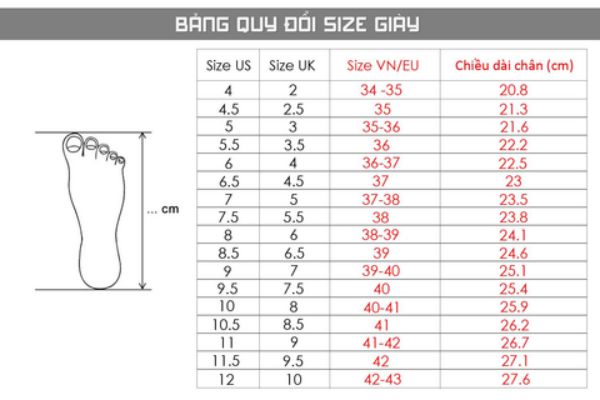 BẢNG QUY ĐỔI SIZE GIÀY
Size US Size UK Size VN/EU Chiều dài chân (cm)
4 2 34 -35 20.8
4.5 2.5 35 21.3
5 3 35-36 21.6
5.5 3.5 36 22.2
6 4 36-37 22.5
6.5 4.5 37 23
7 5 37-38 23.5
7.5 5.5 38 23.8
8 6 38-39 24.1
8.5 6.5 39 24.6
9 7 39-40 25.1
9.5 7.5 40 25.4
10 8 40-41 25.9
10.5 8.5 41 26.2
11 9 41-42 26.7
11.5 9.5 42 27.1
12 10 42-43 27.6
... cm